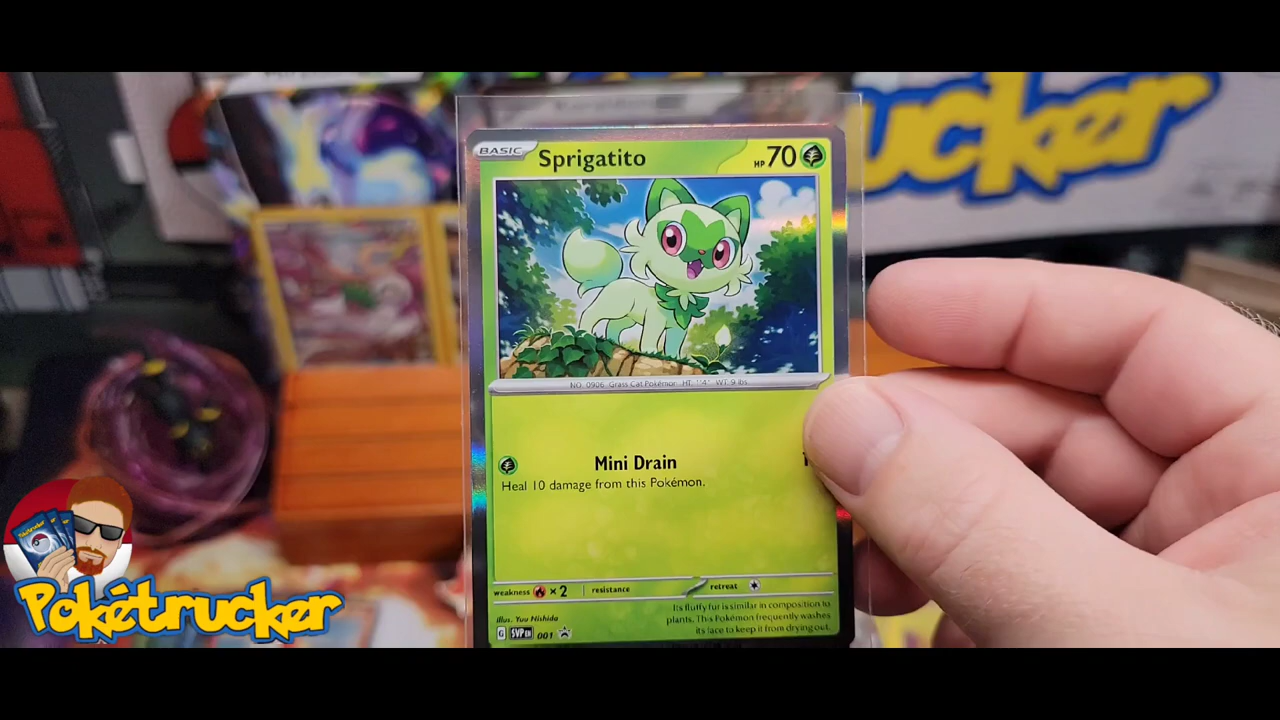 BASIC
Sprigatito
HP 70
NO. 0906 Grass Cat Pokémon HT: 1'4" WT: 9 lbs
Mini Drain
Heal 10 damage from this Pokémon.
weakness × 2 resistance retreat
Illus. Yuu Nishida
G SVP EN 001
Its fluffy fur is similar in composition to
plants. This Pokémon frequently washes
its face to keep it from drying out.
ucker
Pokétrucker